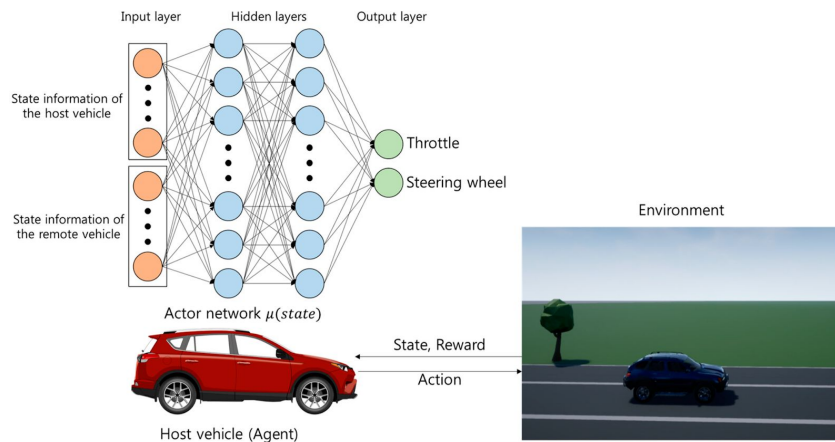 Input layer
Hidden layers
Output layer
State information of
the host vehicle
Throttle
Steering wheel
State information of
the remote vehicle
Environment
Actor network μ(state)
State, Reward
Action
Host vehicle (Agent)